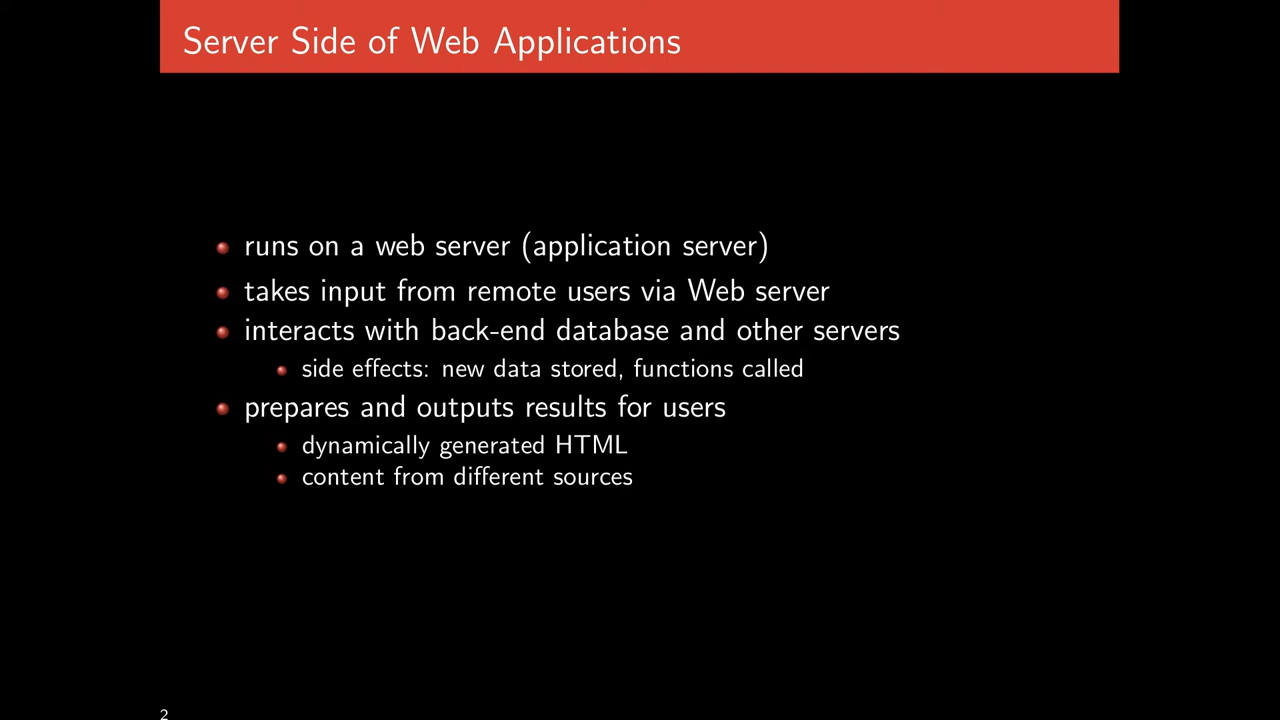 Server Side of Web Applications
runs on a web server (application server)
takes input from remote users via Web server
interacts with back-end database and other servers
side effects: new data stored, functions called
prepares and outputs results for users
dynamically generated HTML
content from different sources
2